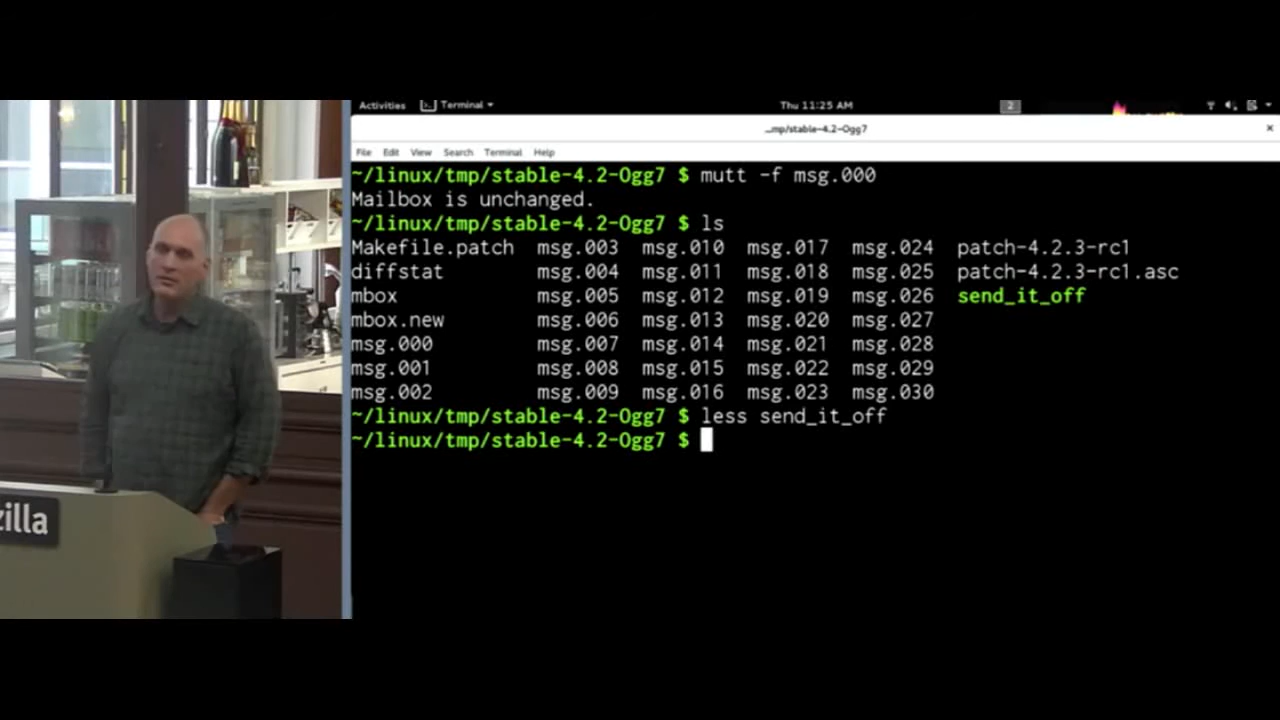 Activities Terminal Thu 11:25 AM 2
_mp/stable-4.2-Ogg7
File Edit View Search Terminal Help
~/linux/tmp/stable-4.2-Ogg7 $ mutt -f msg.000
Mailbox is unchanged.
~/linux/tmp/stable-4.2-Ogg7 $ ls
Makefile.patch msg.003 msg.010 msg.017 msg.024 patch-4.2.3-rc1
diffstat msg.004 msg.011 msg.018 msg.025 patch-4.2.3-rc1.asc
mbox msg.005 msg.012 msg.019 msg.026 send_it_off
mbox.new msg.006 msg.013 msg.020 msg.027
msg.000 msg.007 msg.014 msg.021 msg.028
msg.001 msg.008 msg.015 msg.022 msg.029
msg.002 msg.009 msg.016 msg.023 msg.030
~/linux/tmp/stable-4.2-Ogg7 $ less send_it_off
~/linux/tmp/stable-4.2-Ogg7 $
zilla